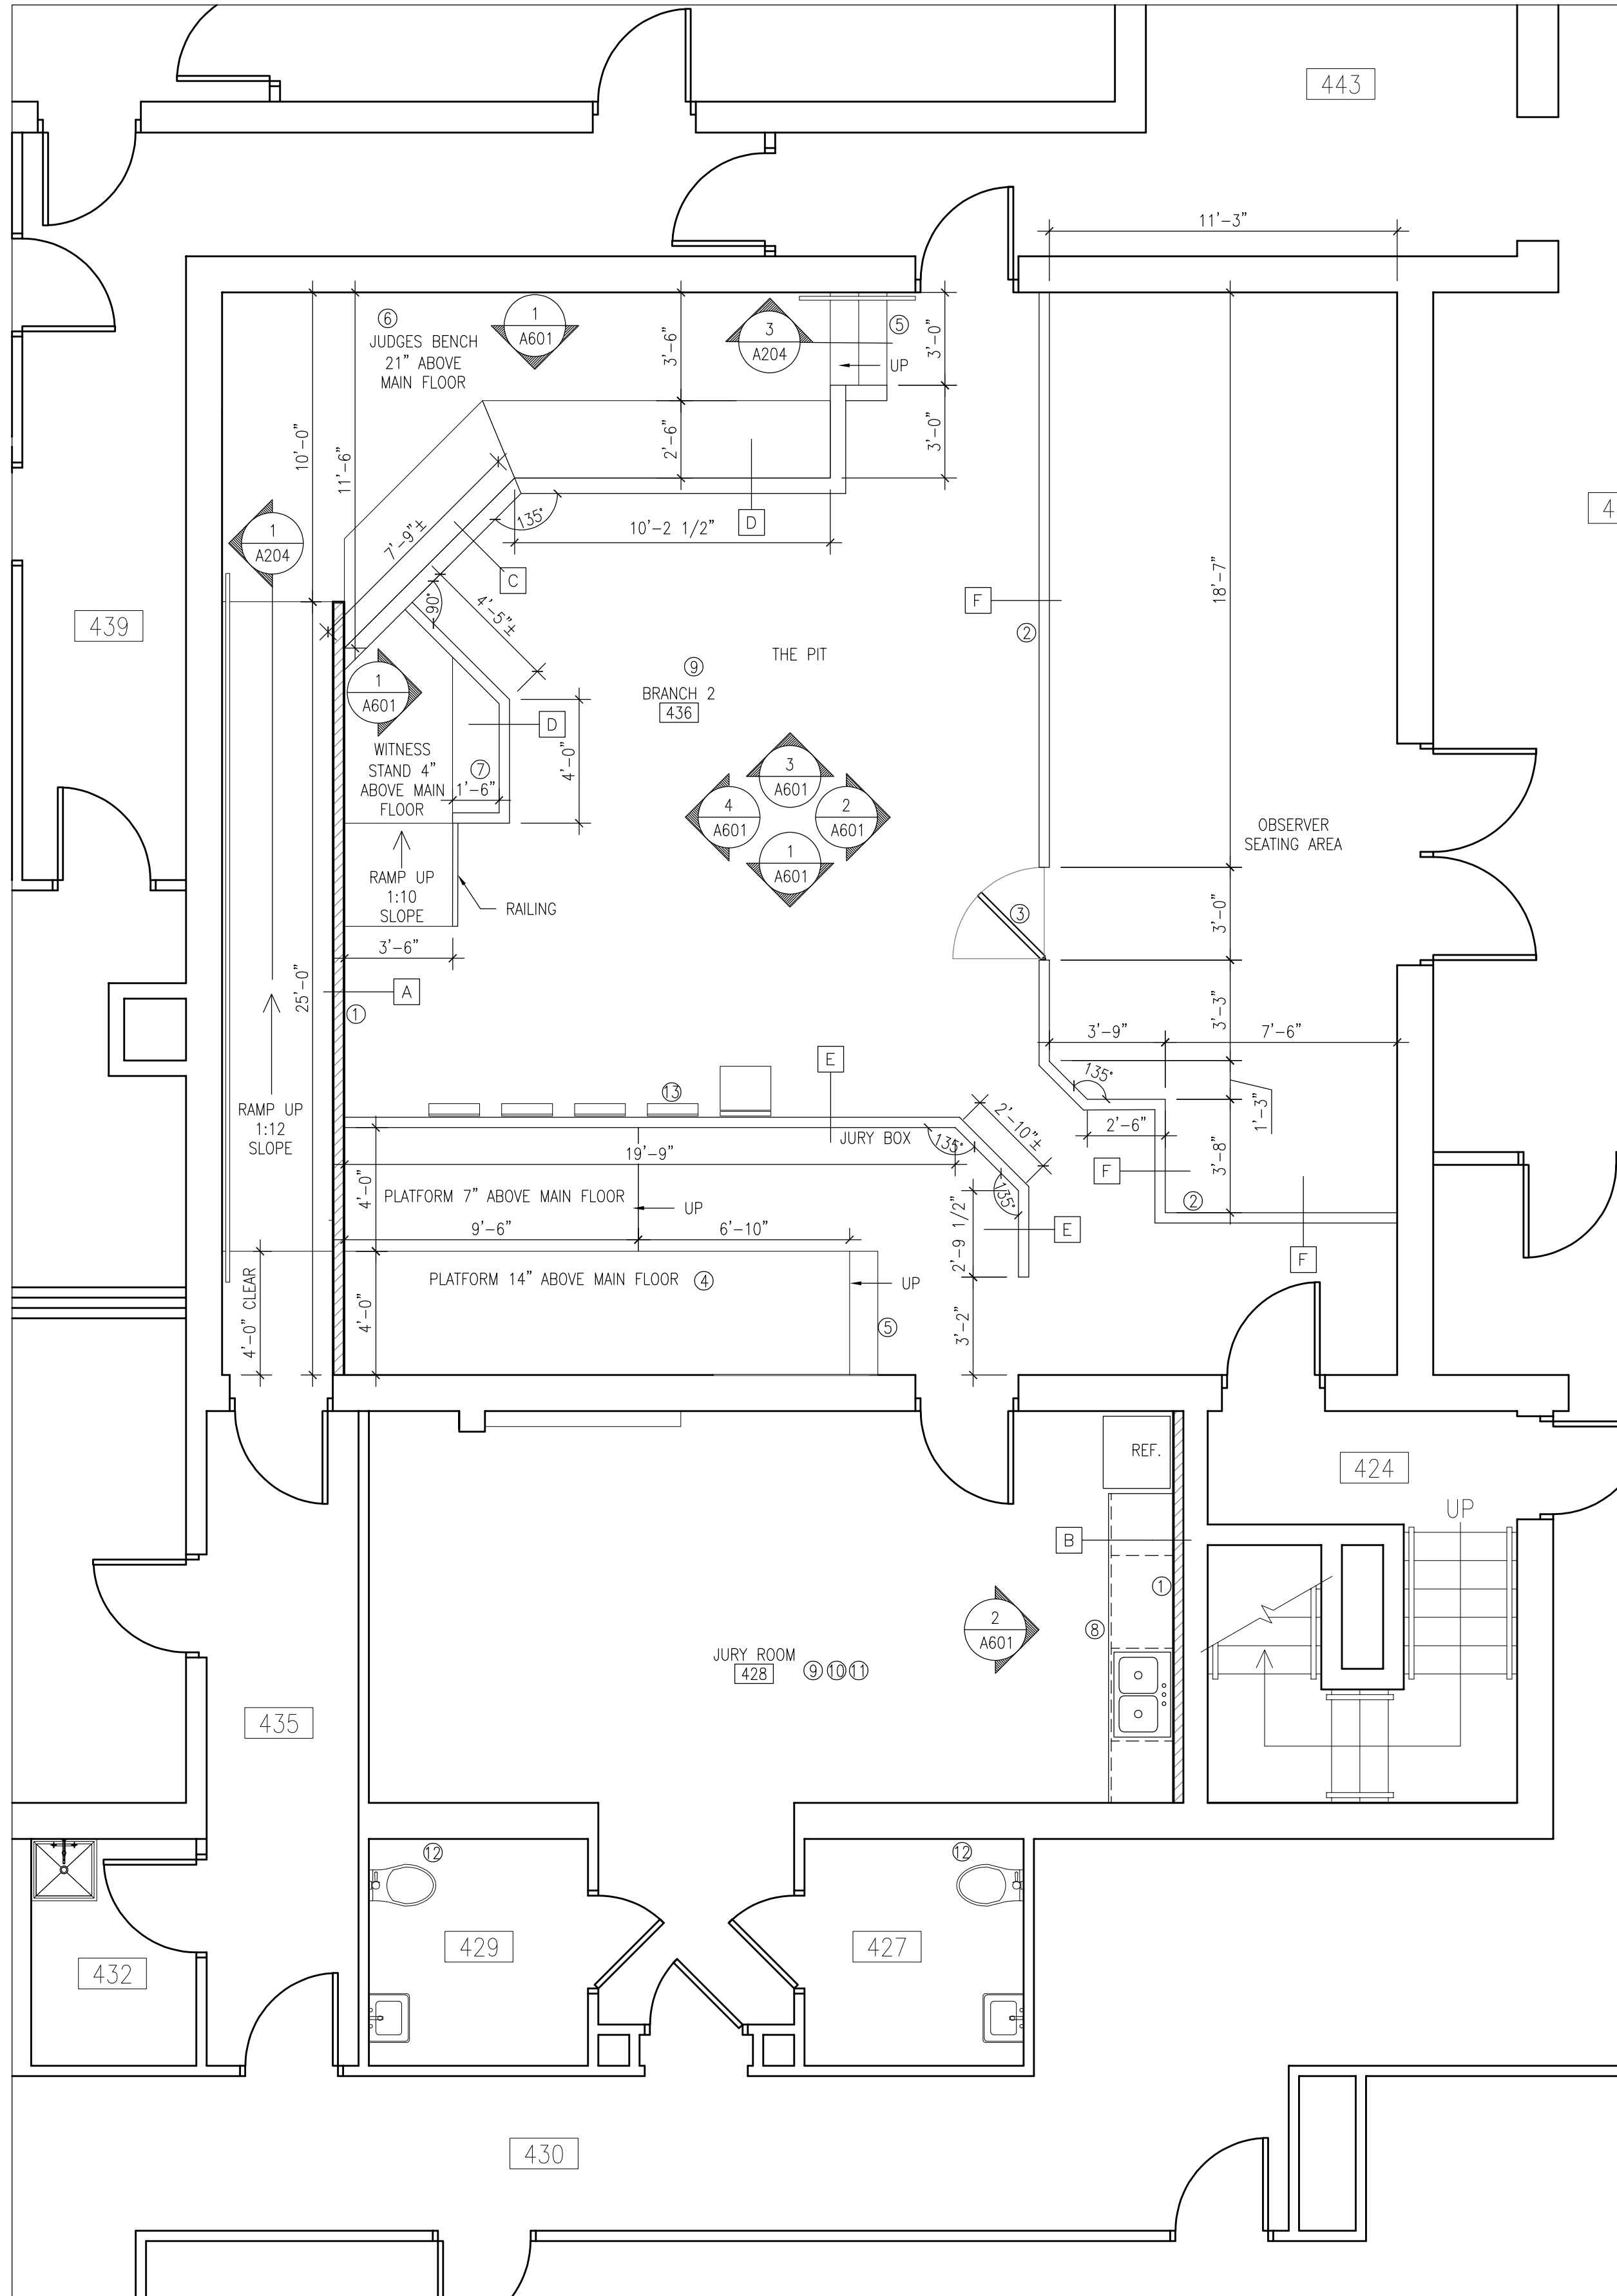 443
11'-3"
6
JUDGES BENCH
21" ABOVE
MAIN FLOOR
1
A601
3'-6"
3
A204
5
UP
3'-0"
10'-0"
11'-6"
2'-6"
3'-0"
4
1
A204
7'-9"±
135°
10'-2 1/2"
D
C
90°
4'-5"±
F
18'-7"
439
2
THE PIT
9
BRANCH 2
436
1
A601
D
WITNESS
STAND 4"
ABOVE MAIN
FLOOR
7
1'-6"
4'-0"
3
A601
4
A601
2
A601
1
A601
OBSERVER
SEATING AREA
RAMP UP
1:10
SLOPE
RAILING
3
3'-0"
3'-6"
A
25'-0"
1
3'-3"
3'-9"
7'-6"
E
13
135°
RAMP UP
1:12
SLOPE
2'-10"±
1'-3"
2'-6"
JURY BOX
135°
19'-9"
F
3'-8"
4'-0"
PLATFORM 7" ABOVE MAIN FLOOR
UP
135°
2
9'-6"
6'-10"
2'-9 1/2"
E
F
4'-0" CLEAR
4'-0"
PLATFORM 14" ABOVE MAIN FLOOR
4
UP
5
3'-2"
REF.
424
UP
B
1
2
A601
8
JURY ROOM
428
9
10
11
435
12
12
432
429
427
430